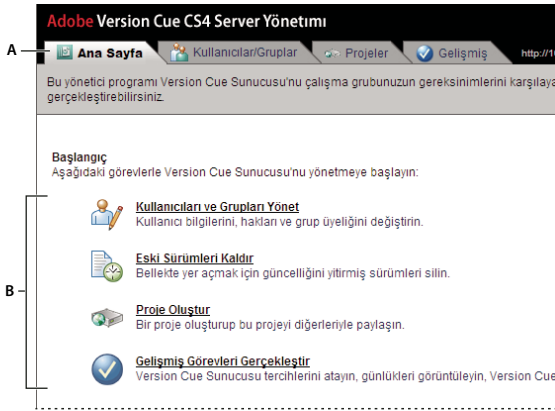 Adobe Version Cue CS4 Server Yönetımı
A
Ana Sayfa
Kullanıcılar/Gruplar
Projeler
Gelişmiş
http://1
Bu yönetici programı Version Cue Sunucusu'nu çalışma grubunuzun gereksinimlerini karşılaya
gerçekleştirebilirsiniz.
Başlangıç
Aşağıdaki görevlerle Version Cue Sunucusu'nu yönetmeye başlayın:
B
Kullanıcıları ve Grupları Yönet
Kullanıcı bilgilerini, hakları ve grup üyeliğini değiştirin.
Eski Sürümleri Kaldır
Bellekte yer açmak için güncelliğini yitirmiş sürümleri silin.
Proje Oluştur
Bir proje oluşturup bu projeyi diğerleriyle paylaşın.
Gelişmiş Görevleri Gerçekleştir
Version Cue Sunucusu tercihlerini atayın, günlükleri görüntüleyin, Version Cue